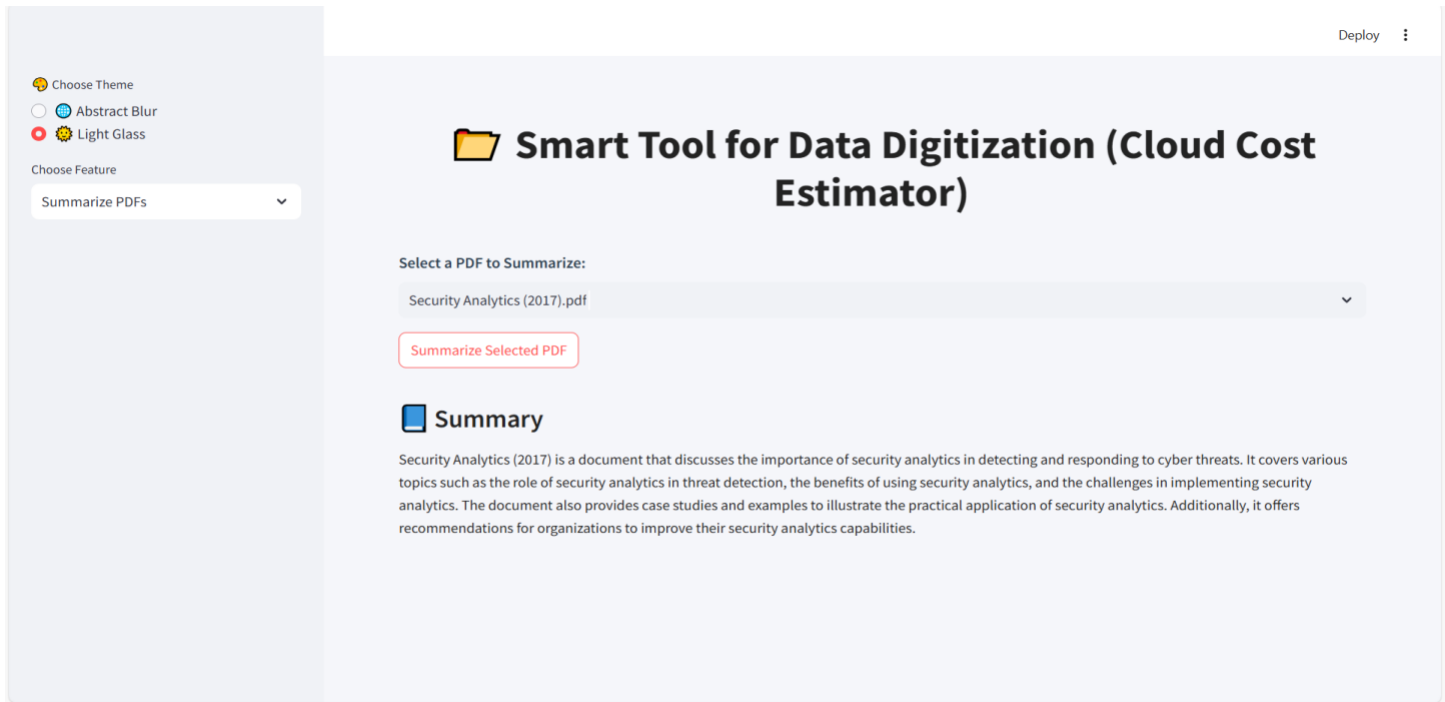 Deploy
Choose Theme
Abstract Blur
Light Glass
Choose Feature
Summarize PDFs
Smart Tool for Data Digitization (Cloud Cost
Estimator)
Select a PDF to Summarize:
Security Analytics (2017).pdf
Summarize Selected PDF
Summary
Security Analytics (2017) is a document that discusses the importance of security analytics in detecting and responding to cyber threats. It covers various
topics such as the role of security analytics in threat detection, the benefits of using security analytics, and the challenges in implementing security
analytics. The document also provides case studies and examples to illustrate the practical application of security analytics. Additionally, it offers
recommendations for organizations to improve their security analytics capabilities.